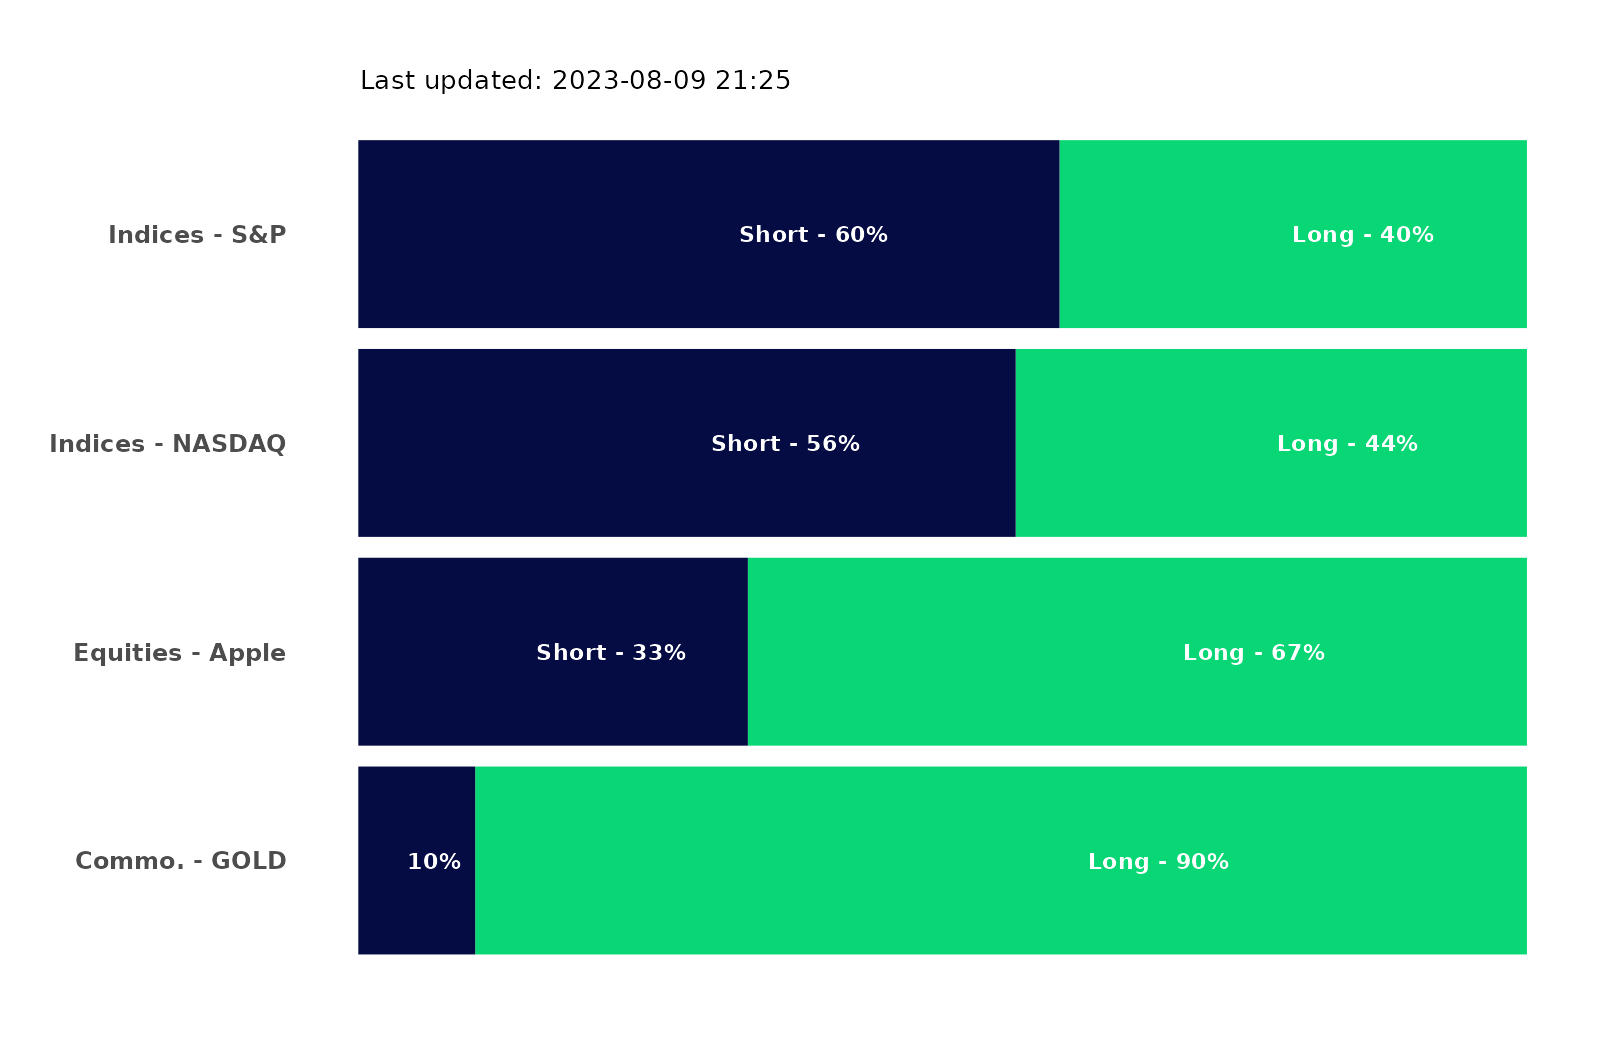 Last updated: 2023-08-09 21:25
Indices - S&P Short - 60% Long - 40%
Indices - NASDAQ Short - 56% Long - 44%
Equities - Apple Short - 33% Long - 67%
Commo. - GOLD 10% Long - 90%